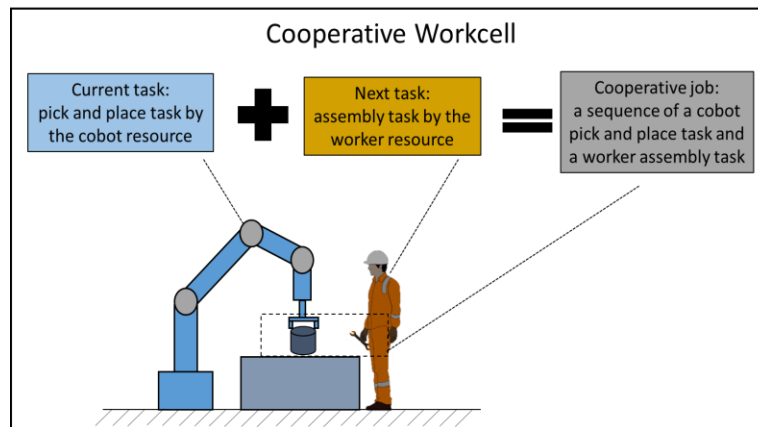 Cooperative Workcell
Current task:
pick and place task by
the cobot resource
Next task:
assembly task by the
worker resource
Cooperative job:
a sequence of a cobot
pick and place task and
a worker assembly task